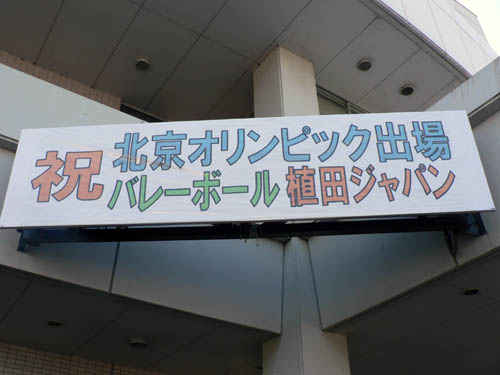 祝
北京オリンピック出場
バレーボール 植田ジャパン